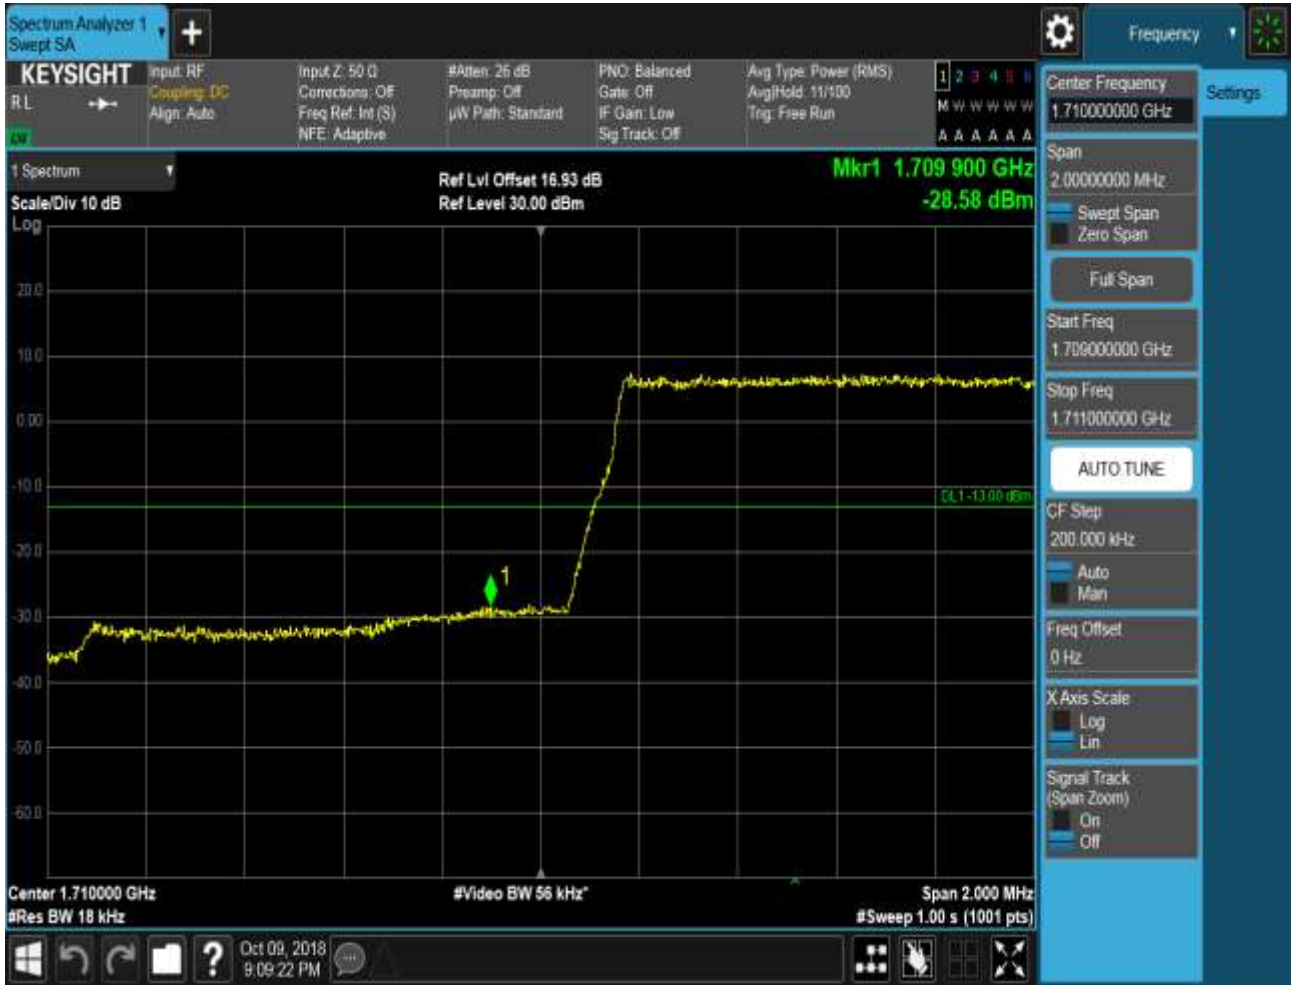 Spectrum Analyzer 1
Swept SA
Frequency
KEYSIGHT
Input: RF
Input Z: 50 Ω
#Atten: 26 dB
PNO: Balanced
Avg Type: Power (RMS)
1 2 3 4 5 6
R L
Coupling: DC
Corrections: Off
Preamp: Off
Gate: Off
Avg|Hold: 11/100
M W W W W W
Align: Auto
Freq Ref: Int (S)
µW Path: Standard
IF Gain: Low
Trig: Free Run
NFE: Adaptive
Sig Track: Off
A A A A A A
1 Spectrum
Ref Lvl Offset 16.93 dB
Mkr1 1.709 900 GHz
Scale/Div 10 dB
Ref Level 30.00 dBm
-28.58 dBm
Log
20.0
10.0
0.00
-10.0
DL1 -13.00 dBm
-20.0
1
-30.0
-40.0
-50.0
-60.0
Center 1.710000 GHz
#Video BW 56 kHz*
Span 2.000 MHz
#Res BW 18 kHz
#Sweep 1.00 s (1001 pts)
?
Oct 09, 2018
9:09:22 PM
Center Frequency
1.710000000 GHz
Settings
Span
2.00000000 MHz
Swept Span
Zero Span
Full Span
Start Freq
1.709000000 GHz
Stop Freq
1.711000000 GHz
AUTO TUNE
CF Step
200.000 kHz
Auto
Man
Freq Offset
0 Hz
X Axis Scale
Log
Lin
Signal Track
(Span Zoom)
On
Off